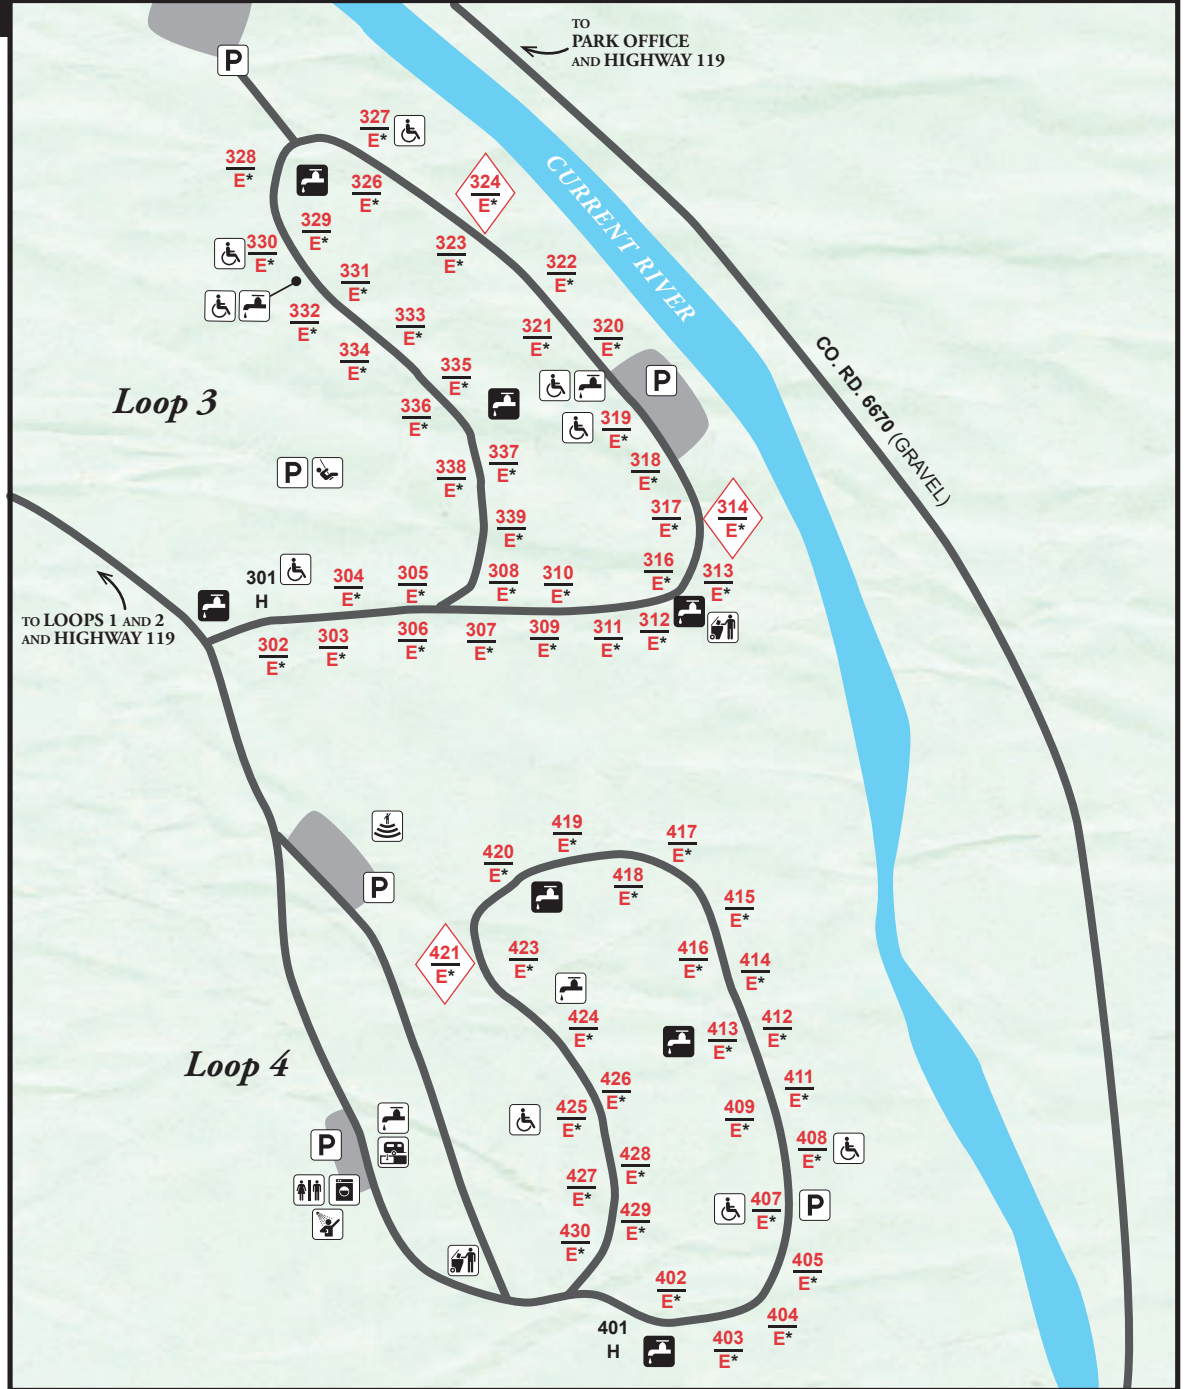 TO
PARK OFFICE
AND HIGHWAY 119
P
327
E*
328
E*
326
E*
324
E*
329
E*
330
E*
323
E*
322
E*
CURRENT RIVER
331
E*
332
E*
333
E*
321
E*
320
E*
334
E*
335
E*
P
CO. RD. 6670 (GRAVEL)
Loop 3
336
E*
319
E*
337
E*
338
E*
318
E*
P
339
E*
317
E*
314
E*
301
H
304
E*
305
E*
308
E*
310
E*
316
E*
313
E*
TO LOOPS 1 AND 2
AND HIGHWAY 119
302
E*
303
E*
306
E*
307
E*
309
E*
311
E*
312
E*
419
E*
417
E*
420
E*
418
E*
P
415
E*
421
E*
423
E*
416
E*
414
E*
424
E*
413
E*
412
E*
Loop 4
426
E*
425
E*
411
E*
409
E*
P
428
E*
408
E*
427
E*
429
E*
407
E*
P
430
E*
405
E*
402
E*
401
H
404
E*
403
E*